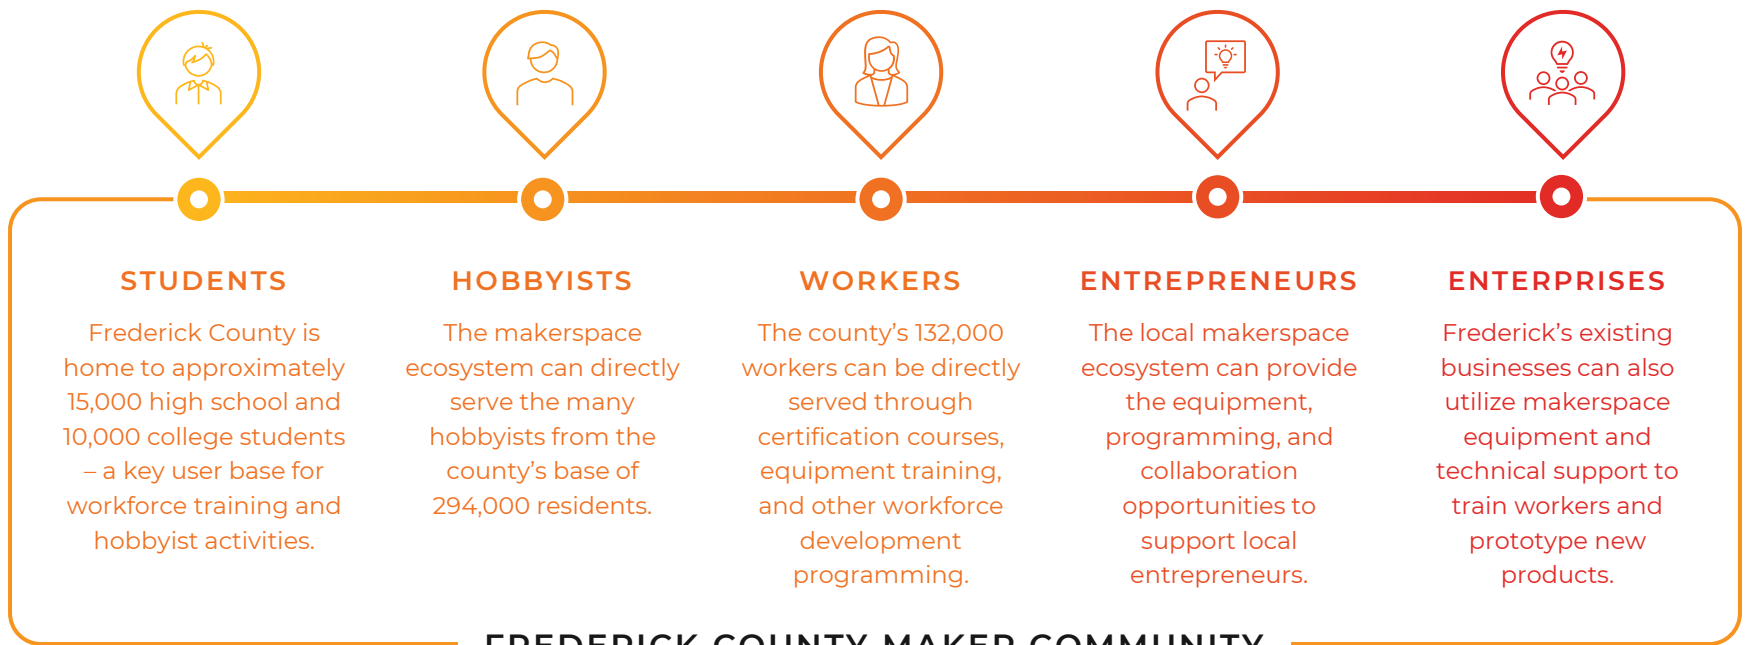 STUDENTS
Frederick County is
home to approximately
15,000 high school and
10,000 college students
– a key user base for
workforce training and
hobbyist activities.
HOBBYISTS
The makerspace
ecosystem can directly
serve the many
hobbyists from the
county’s base of
294,000 residents.
WORKERS
The county’s 132,000
workers can be directly
served through
certification courses,
equipment training,
and other workforce
development
programming.
ENTREPRENEURS
The local makerspace
ecosystem can provide
the equipment,
programming, and
collaboration
opportunities to
support local
entrepreneurs.
ENTERPRISES
Frederick’s existing
businesses can also
utilize makerspace
equipment and
technical support to
train workers and
prototype new
products.
FREDERICK COUNTY MAKER COMMUNITY